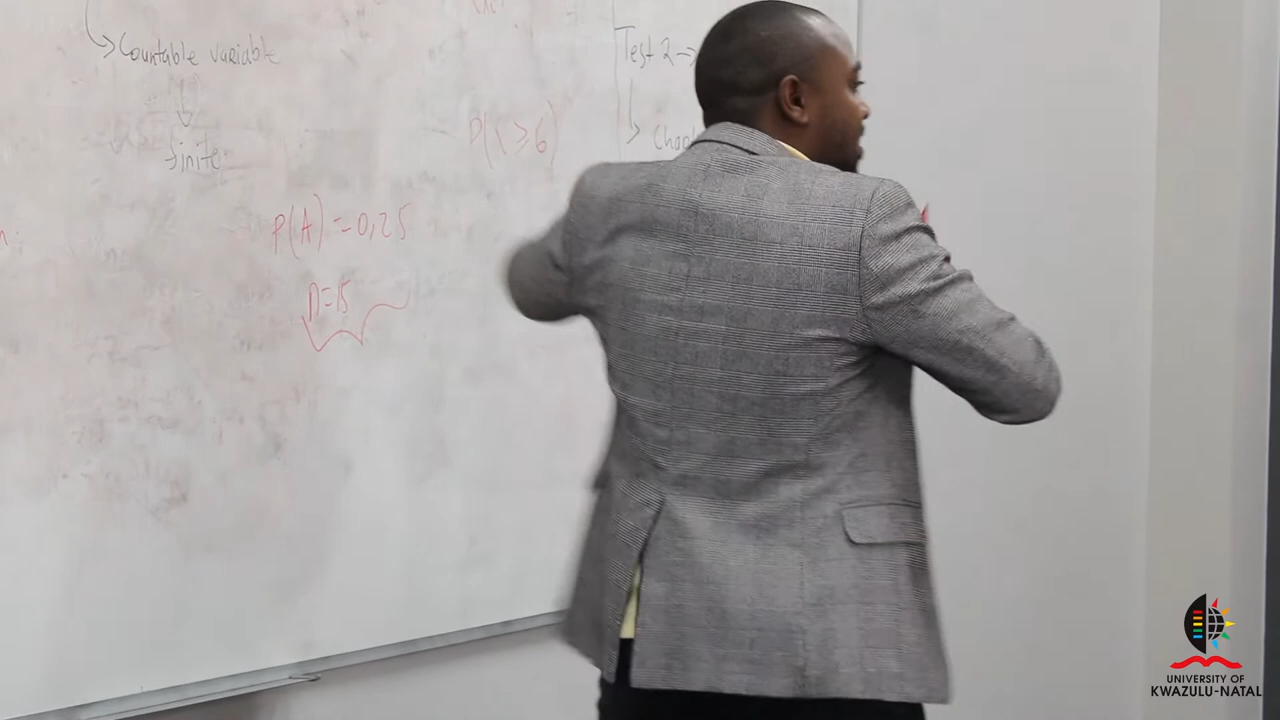 Countable variable
finite
P(A) = 0,25
n=15
Test 2 →
P( ≥ 6)
UNIVERSITY OF
KWAZULU-NATAL